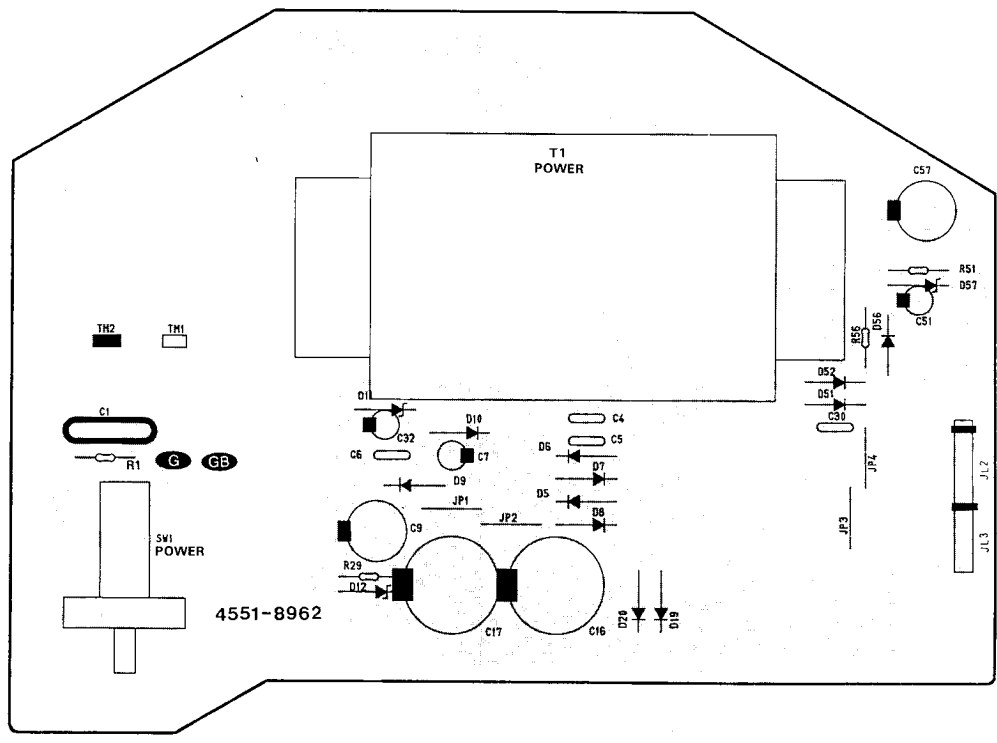 T1
POWER
C57
R51
D57
C51
TM2
TM1
R56
D56
D52
D51
C30
D1
C32
C1
D10
C4
C5
C6
C7
D6
D7
R1
G
GB
D9
D5
D8
JP1
JP2
JP4
JP3
JL2
JL3
C9
SW1
POWER
R29
D12
4551-8962
C17
C16
D20
D19